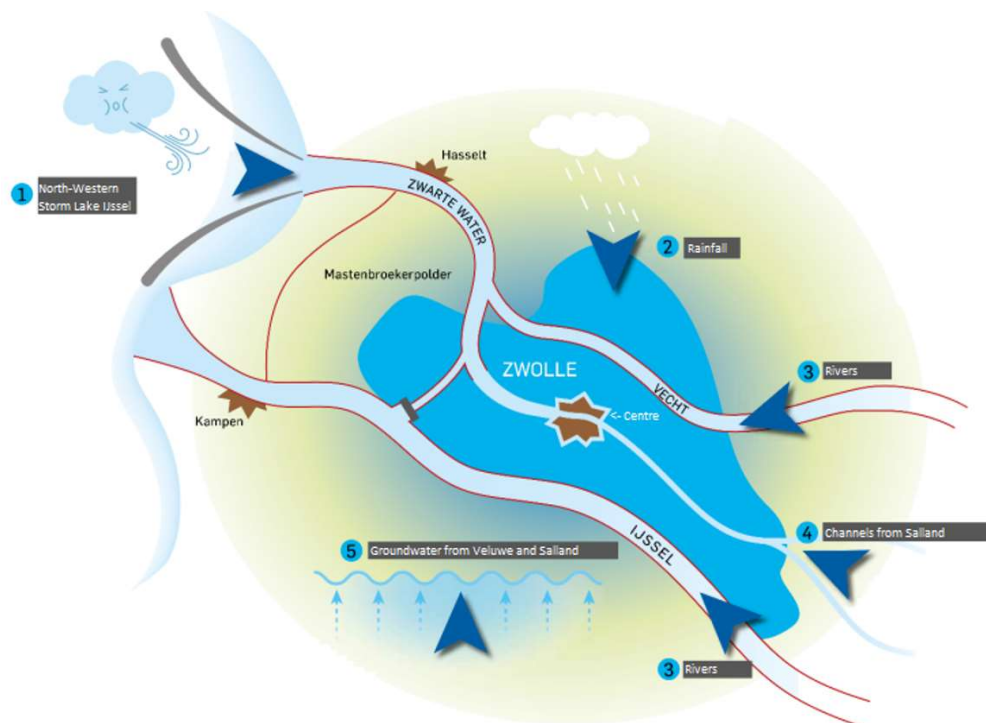 Hasselt
1 North-Western
Storm Lake IJssel
ZWARTE WATER
2 Rainfall
Mastenbroekerpolder
ZWOLLE
3 Rivers
VECHT
<- Centre
Kampen
IJSSEL
4 Channels from Salland
5 Groundwater from Veluwe and Salland
3 Rivers